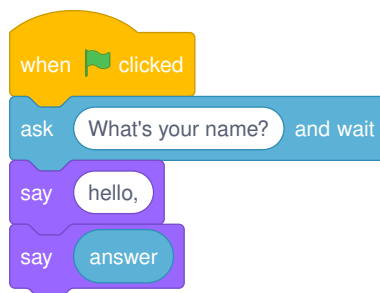 when clicked
ask What's your name? and wait
say hello,
say answer